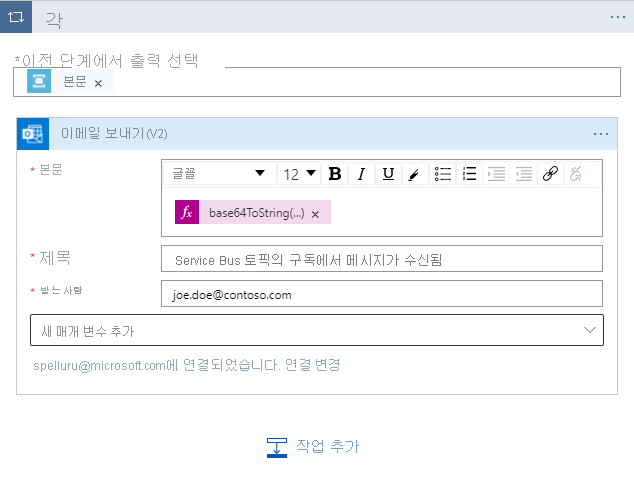 각
*이전 단계에서 출력 선택
본문 ×
이메일 보내기(V2)
* 본문
글꼴 12 B I U
fx base64ToString(...) ×
* 제목 Service Bus 토픽의 구독에서 메시지가 수신됨
* 받는 사람 joe.doe@contoso.com
새 매개 변수 추가
spelluru@microsoft.com에 연결되었습니다. 연결 변경
작업 추가